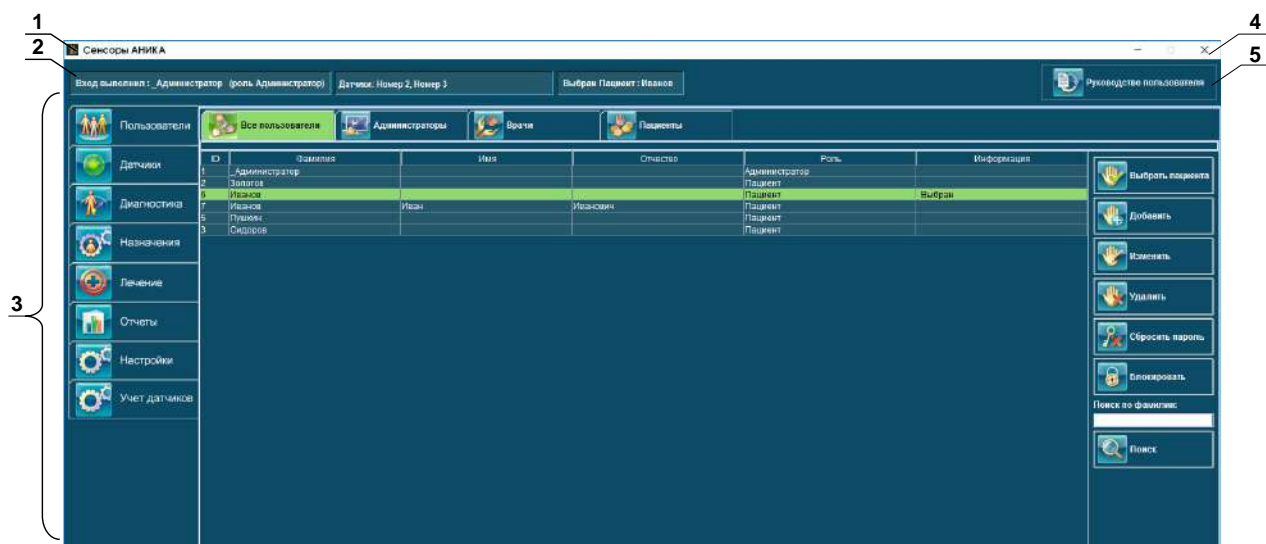 1
2
3
4
5
Сенсоры АНИКА
Вход выполнил : _Администратор (роль Администратор)
Датчики: Номер 2, Номер 3
Выбран Пациент : Иванов
Руководство пользователя
Пользователи
Датчики
Диагностика
Назначения
Лечение
Отчеты
Настройки
Учет датчиков
Все пользователи
Администраторы
Врачи
Пациенты
ID Фамилия Имя Отчество Роль Информация
1 _Администратор Администратор
2 Золотов Пациент
6 Иванов Пациент Выбран
7 Иванов Иван Иванович Пациент
5 Пушкин Пациент
3 Сидоров Пациент
Выбрать пациента
Добавить
Изменить
Удалить
Сбросить пароль
Блокировать
Поиск по фамилии:
Поиск